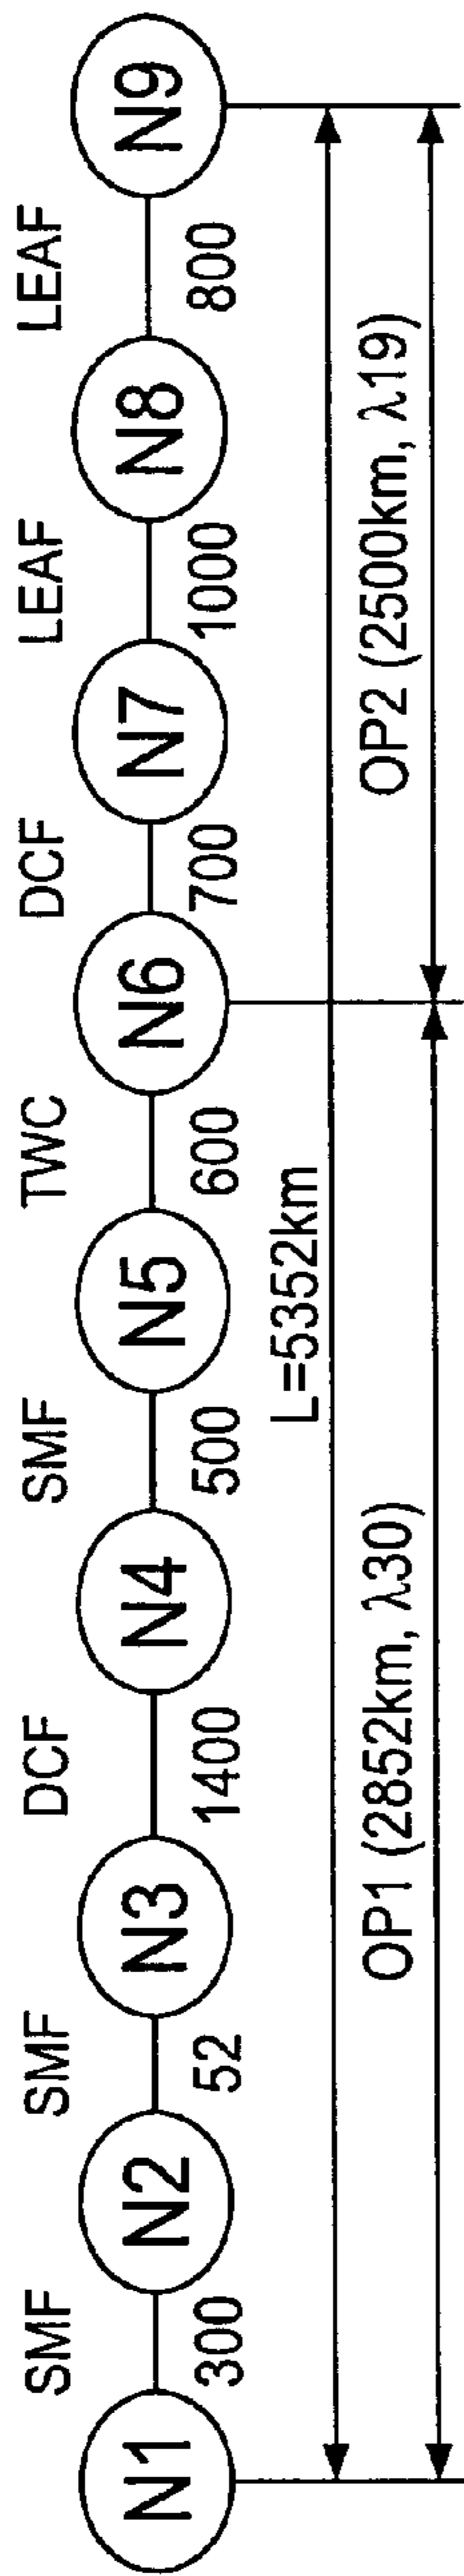 SMF SMF DCF SMF TWC DCF LEAF LEAF
N1 N2 N3 N4 N5 N6 N7 N8 N9
300 52 1400 500 600 700 1000 800
L=5352km
OP1 (2852km, λ30) OP2 (2500km, λ19)